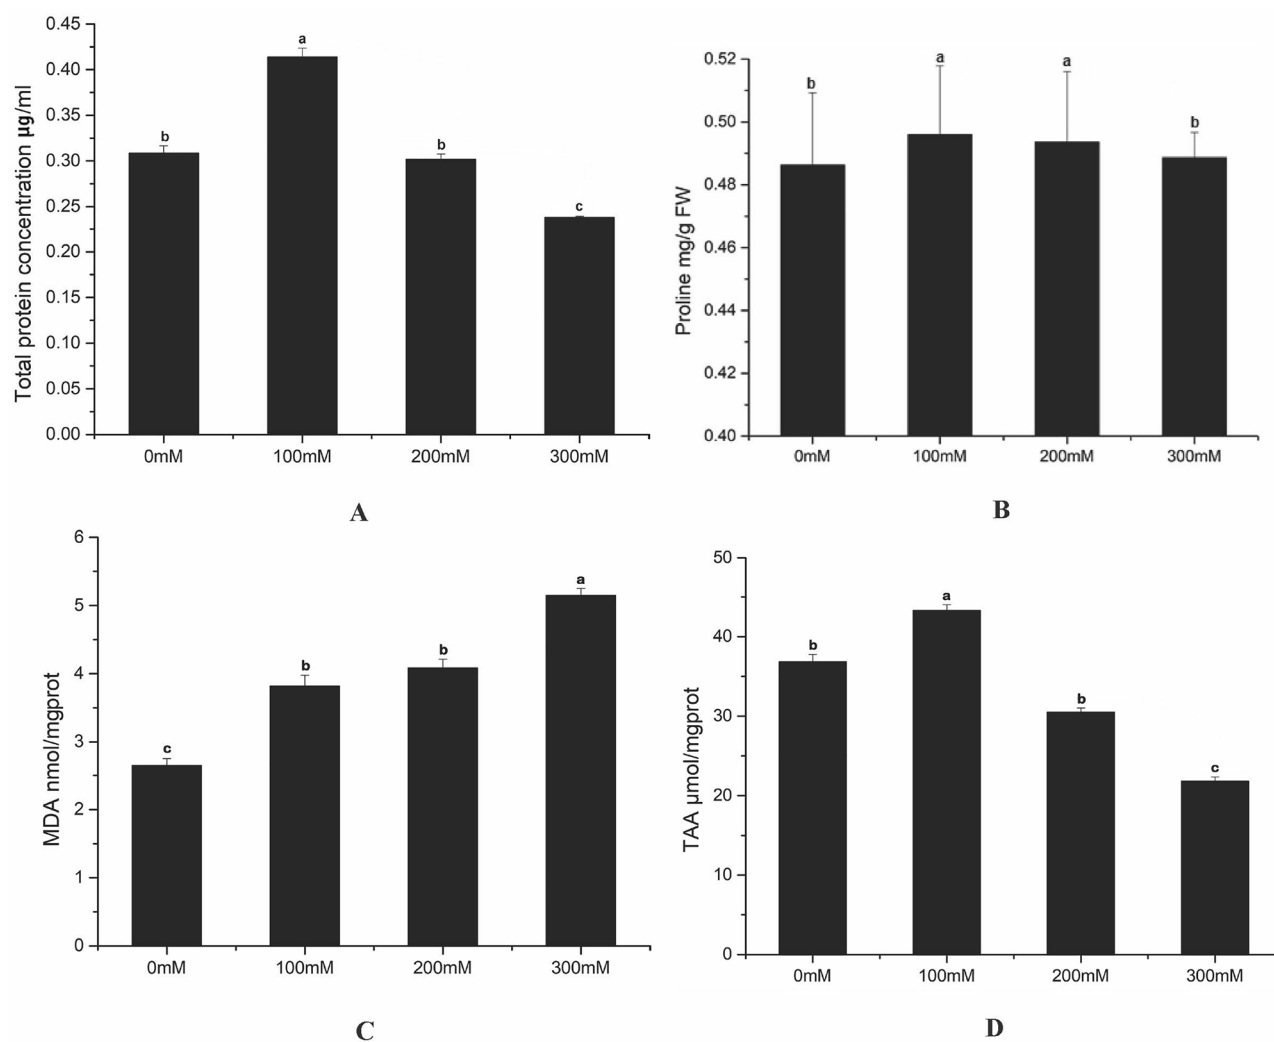 Total protein concentration µg/ml
0.45
0.40
0.35
0.30
0.25
0.20
0.15
0.10
0.05
0.00
b
a
b
c
0mM
100mM
200mM
300mM
A
Proline mg/g FW
0.52
0.50
0.48
0.46
0.44
0.42
0.40
b
a
a
b
0mM
100mM
200mM
300mM
B
MDA nmol/mgprot
6
5
4
3
2
1
0
c
b
b
a
0mM
100mM
200mM
300mM
C
TAA µmol/mgprot
50
40
30
20
10
0
b
a
b
c
0mM
100mM
200mM
300mM
D